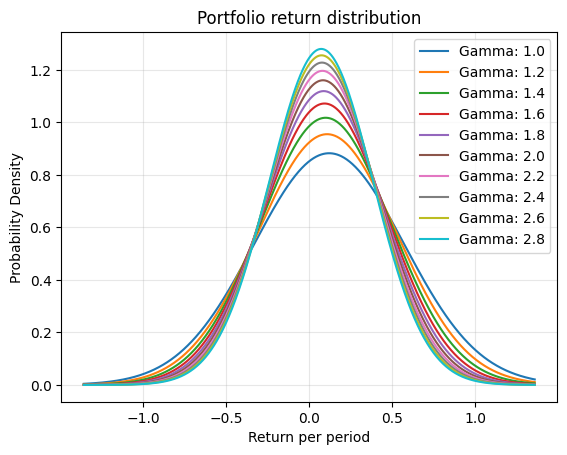 Portfolio return distribution
Probability Density
1.2
1.0
0.8
0.6
0.4
0.2
0.0
−1.0 −0.5 0.0 0.5 1.0
Return per period
Gamma: 1.0
Gamma: 1.2
Gamma: 1.4
Gamma: 1.6
Gamma: 1.8
Gamma: 2.0
Gamma: 2.2
Gamma: 2.4
Gamma: 2.6
Gamma: 2.8